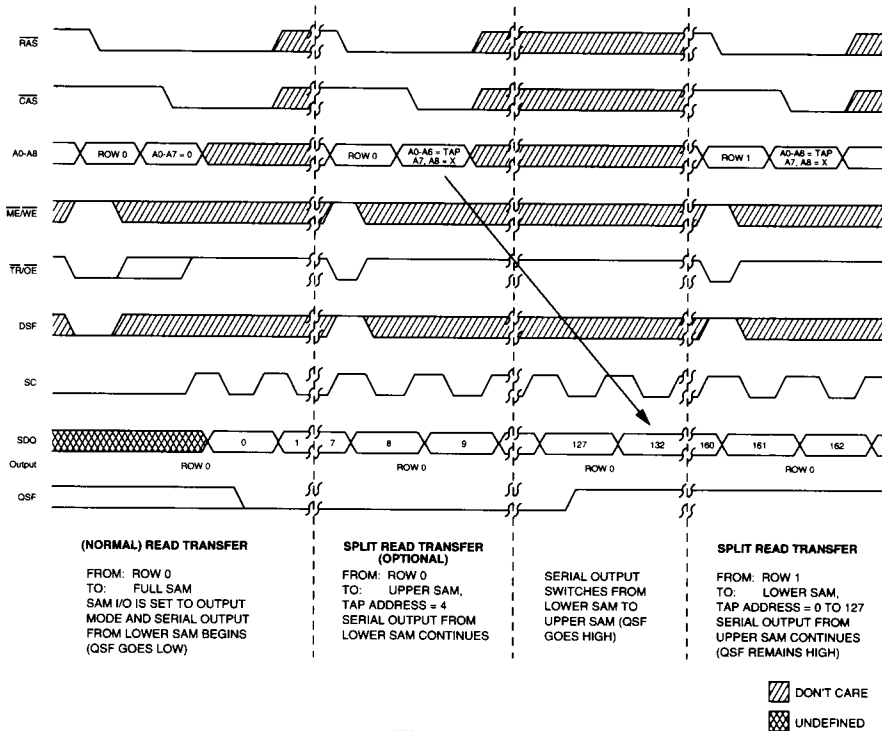 RAS
CAS
A0-A8 ROW 0 A0-A7 = 0 ROW 0 A0-A6 = TAP A7, A8 = X ROW 1 A0-A6 = TAP A7, A8 = X
ME/WE
TR/OE
DSF
SC
SDQ 0 1 7 8 9 127 132 160 161 162
Output ROW 0 ROW 0 ROW 0 ROW 0
QSF
(NORMAL) READ TRANSFER
FROM: ROW 0
TO: FULL SAM
SAM I/O IS SET TO OUTPUT
MODE AND SERIAL OUTPUT
FROM LOWER SAM BEGINS
(QSF GOES LOW)
SPLIT READ TRANSFER
(OPTIONAL)
FROM: ROW 0
TO: UPPER SAM,
TAP ADDRESS = 4
SERIAL OUTPUT FROM
LOWER SAM CONTINUES
SERIAL OUTPUT
SWITCHES FROM
LOWER SAM TO
UPPER SAM (QSF
GOES HIGH)
SPLIT READ TRANSFER
FROM: ROW 1
TO: LOWER SAM,
TAP ADDRESS = 0 TO 127
SERIAL OUTPUT FROM
UPPER SAM CONTINUES
(QSF REMAINS HIGH)
DON'T CARE
UNDEFINED